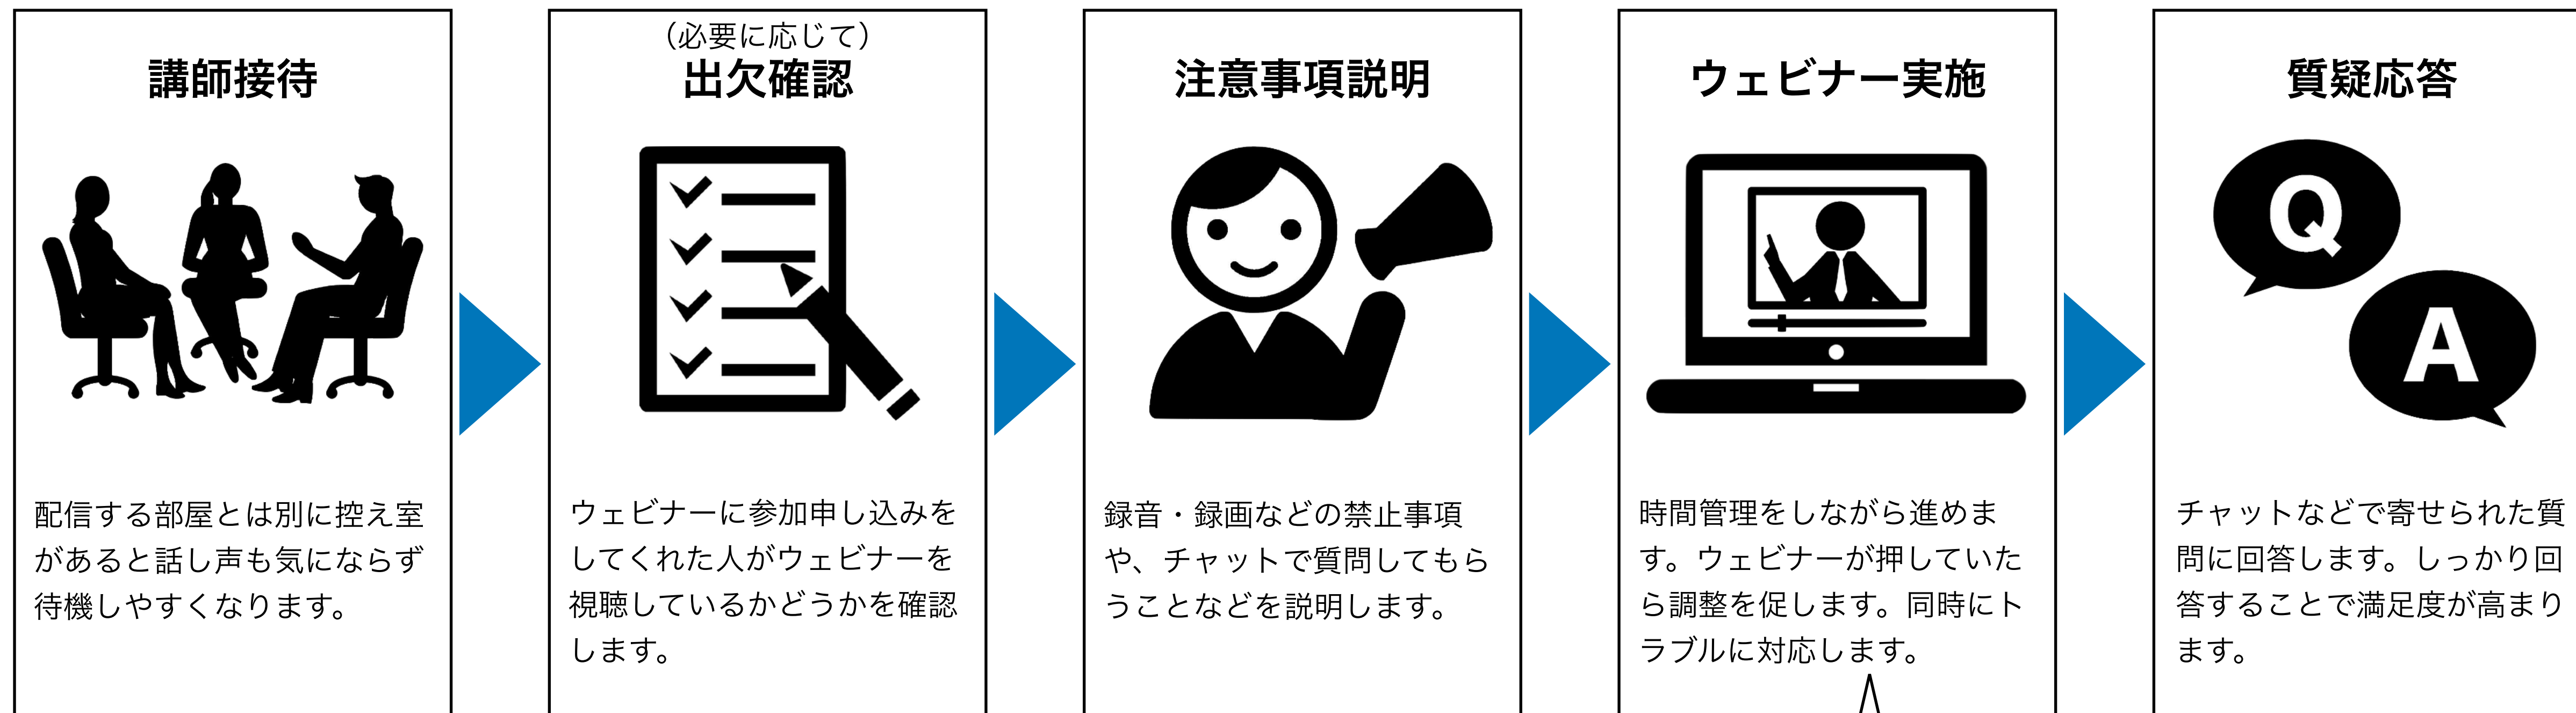 講師接待
(必要に応じて)
出欠確認
注意事項説明
ウェビナー実施
質疑応答
Q
A
配信する部屋とは別に控え室
があると話し声も気にならず
待機しやすくなります。
ウェビナーに参加申し込みを
してくれた人がウェビナーを
視聴しているかどうかを確認
します。
録音・録画などの禁止事項
や、チャットで質問してもら
うことなどを説明します。
時間管理をしながら進めま
す。ウェビナーが押していた
ら調整を促します。同時にト
ラブルに対応します。
チャットなどで寄せられた質
問に回答します。しっかり回
答することで満足度が高まり
ます。